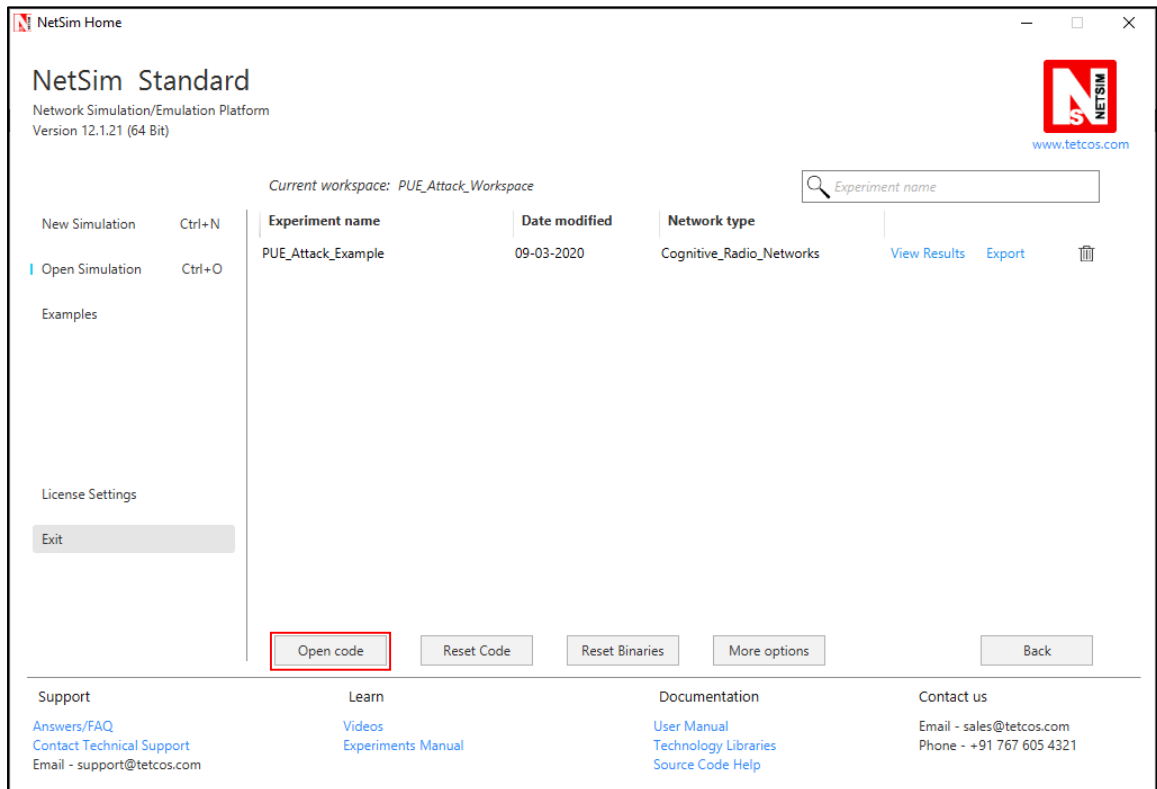 NetSim Home
NetSim Standard
Network Simulation/Emulation Platform
Version 12.1.21 (64 Bit)
NS NETSIM
www.tetcos.com
Current workspace: PUE_Attack_Workspace
Experiment name
New Simulation Ctrl+N
Open Simulation Ctrl+O
Examples
License Settings
Exit
Experiment name Date modified Network type
PUE_Attack_Example 09-03-2020 Cognitive_Radio_Networks View Results Export
Open code Reset Code Reset Binaries More options Back
Support
Answers/FAQ
Contact Technical Support
Email - support@tetcos.com
Learn
Videos
Experiments Manual
Documentation
User Manual
Technology Libraries
Source Code Help
Contact us
Email - sales@tetcos.com
Phone - +91 767 605 4321